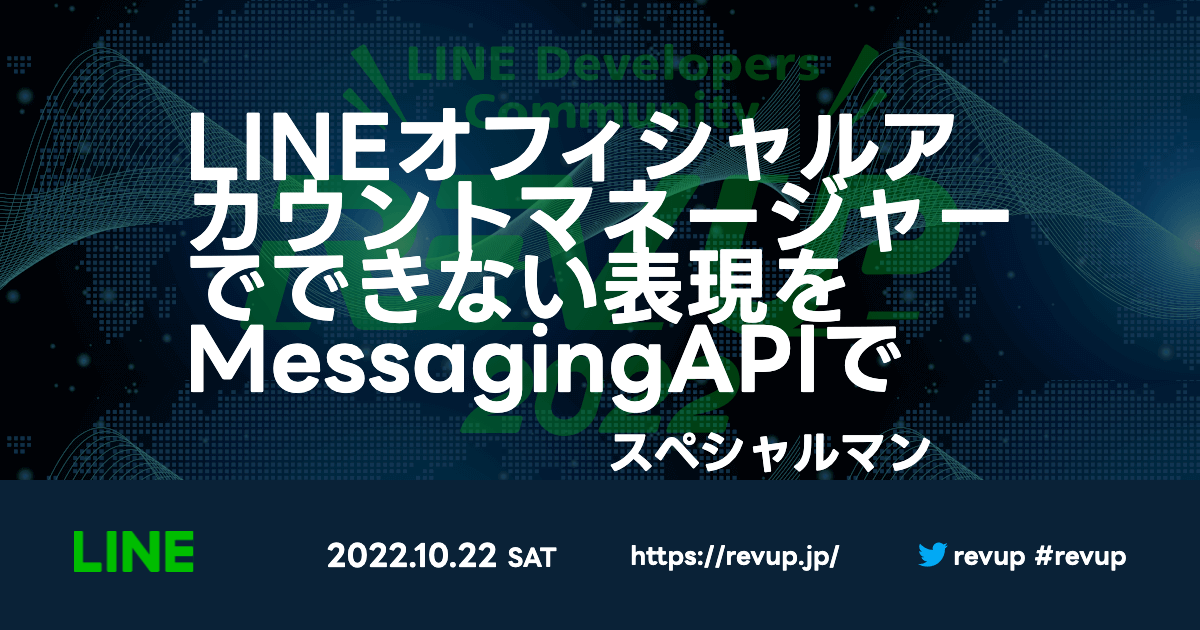 LINE Developers
Community
REVUP
2022
LINEオフィシャルア
カウントマネージャー
でできない表現を
MessagingAPIで
スペシャルマン
LINE
2022.10.22 SAT
https://revup.jp/
revup #revup